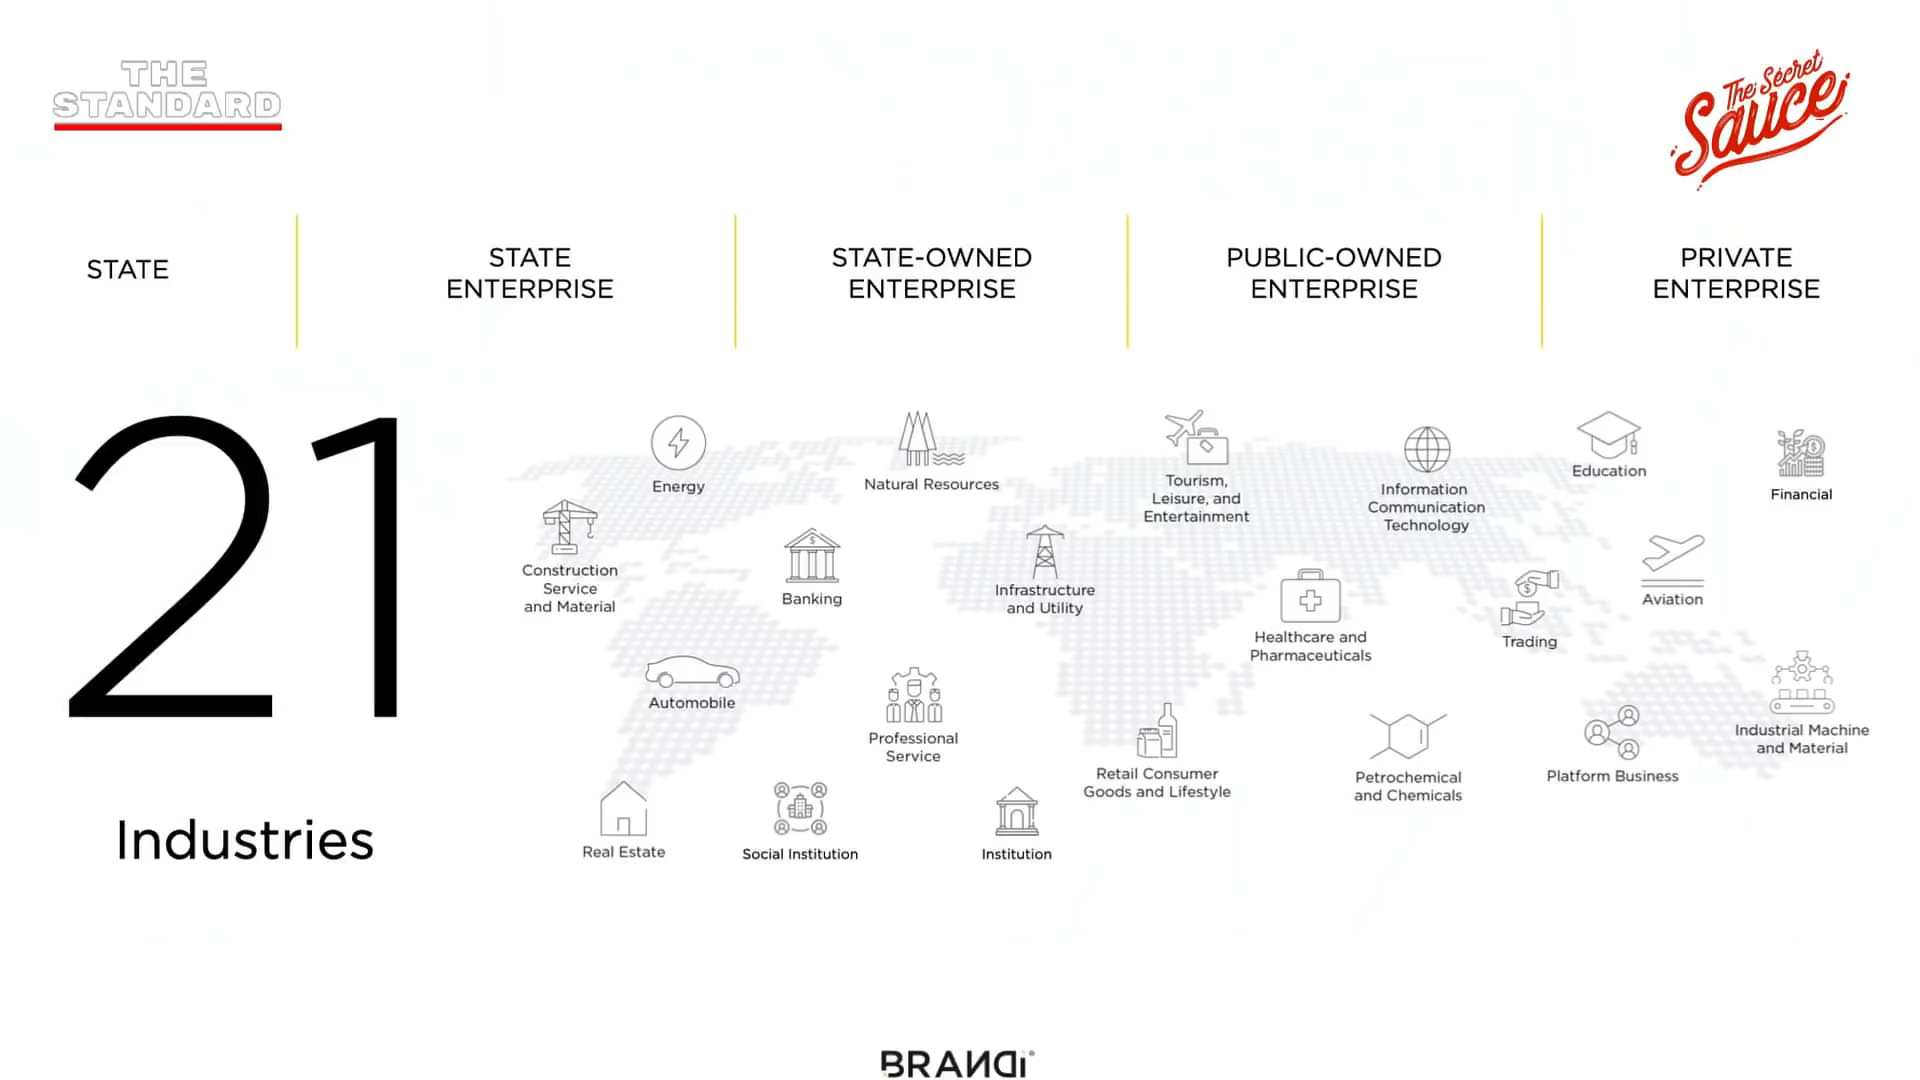 THE
STANDARD
The Secret
Sauce
STATE
STATE
ENTERPRISE
STATE-OWNED
ENTERPRISE
PUBLIC-OWNED
ENTERPRISE
PRIVATE
ENTERPRISE
21
Industries
Energy
Natural Resources
Tourism,
Leisure, and
Entertainment
Information
Communication
Technology
Education
Financial
Construction
Service
and Material
Banking
Infrastructure
and Utility
Healthcare and
Pharmaceuticals
Trading
Aviation
Automobile
Professional
Service
Retail Consumer
Goods and Lifestyle
Petrochemical
and Chemicals
Platform Business
Industrial Machine
and Material
Real Estate
Social Institution
Institution
BRANDi